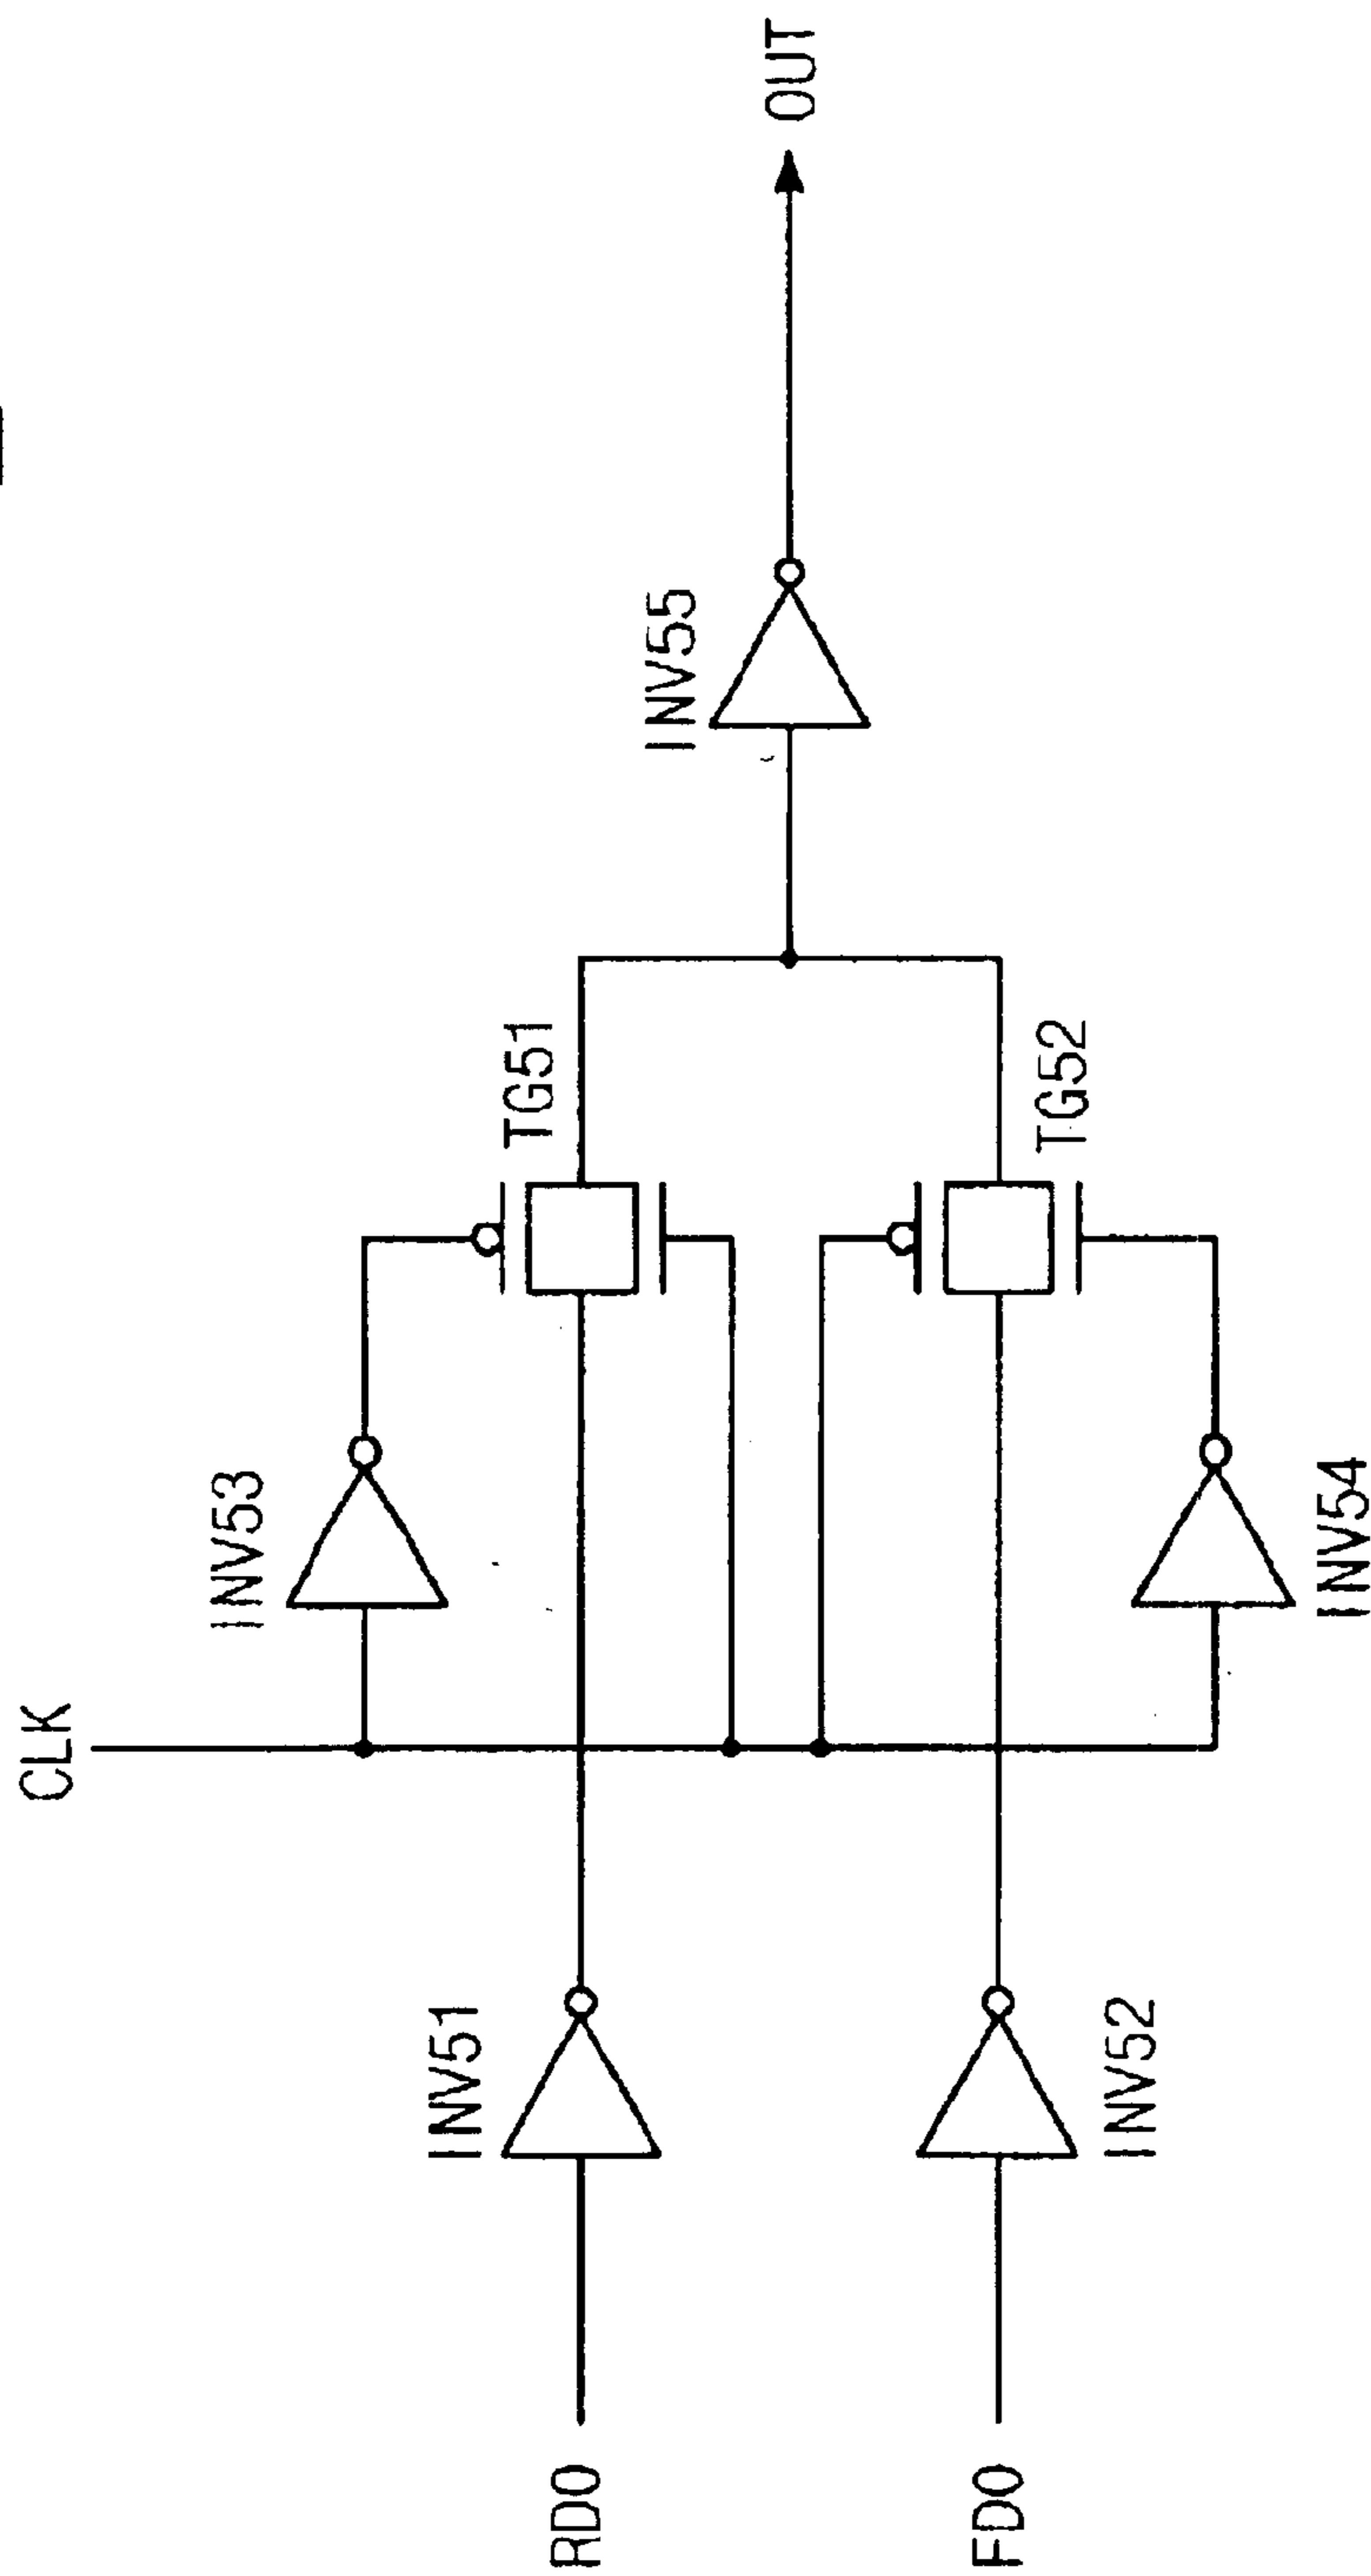 CLK
INV53
INV51
TG51
INV55
OUT
RDO
FDO
INV52
TG52
INV54